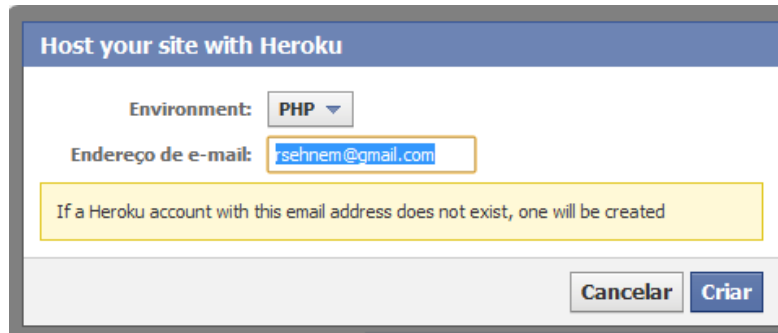 Host your site with Heroku
Environment: PHP
Endereço de e-mail: rsehnem@gmail.com
If a Heroku account with this email address does not exist, one will be created
Cancelar Criar